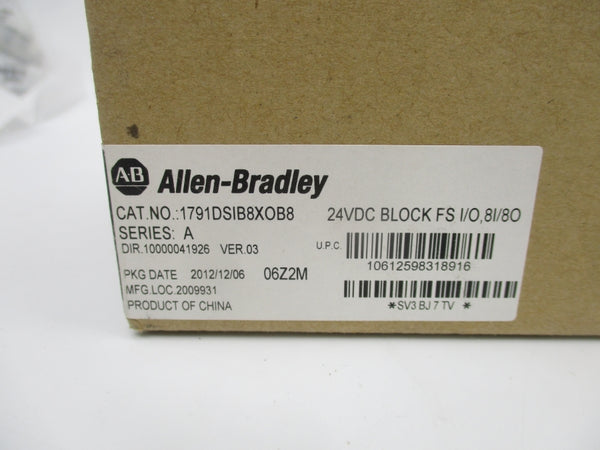 AB Allen-Bradley
CAT.NO.:1791DSIB8XOB8 24VDC BLOCK FS I/O,8I/8O
SERIES: A
DIR.10000041926 VER.03 U.P.C.
10612598318916
PKG DATE 2012/12/06 06Z2M
MFG.LOC.2009931
PRODUCT OF CHINA *SV3 BJ 7 TV *